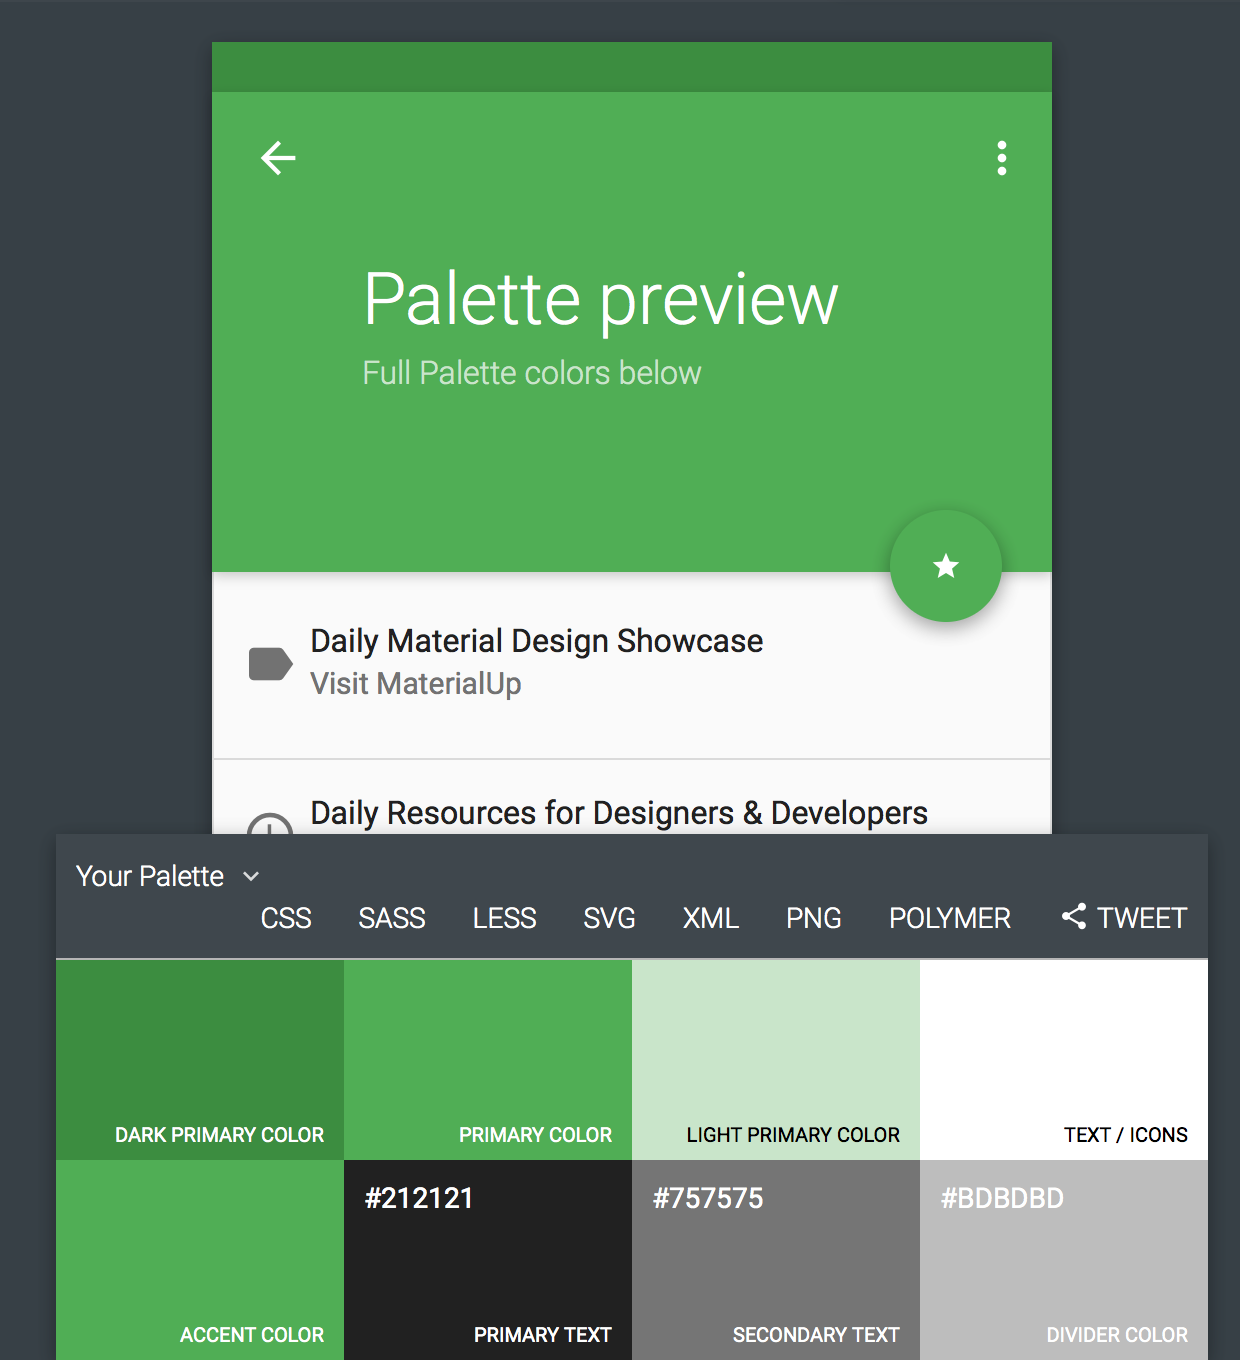 Palette preview
Full Palette colors below
Daily Material Design Showcase
Visit MaterialUp
Daily Resources for Designers & Developers
Your Palette
CSS SASS LESS SVG XML PNG POLYMER TWEET
DARK PRIMARY COLOR
PRIMARY COLOR
LIGHT PRIMARY COLOR
TEXT / ICONS
ACCENT COLOR
#212121
PRIMARY TEXT
#757575
SECONDARY TEXT
#BDBDBD
DIVIDER COLOR